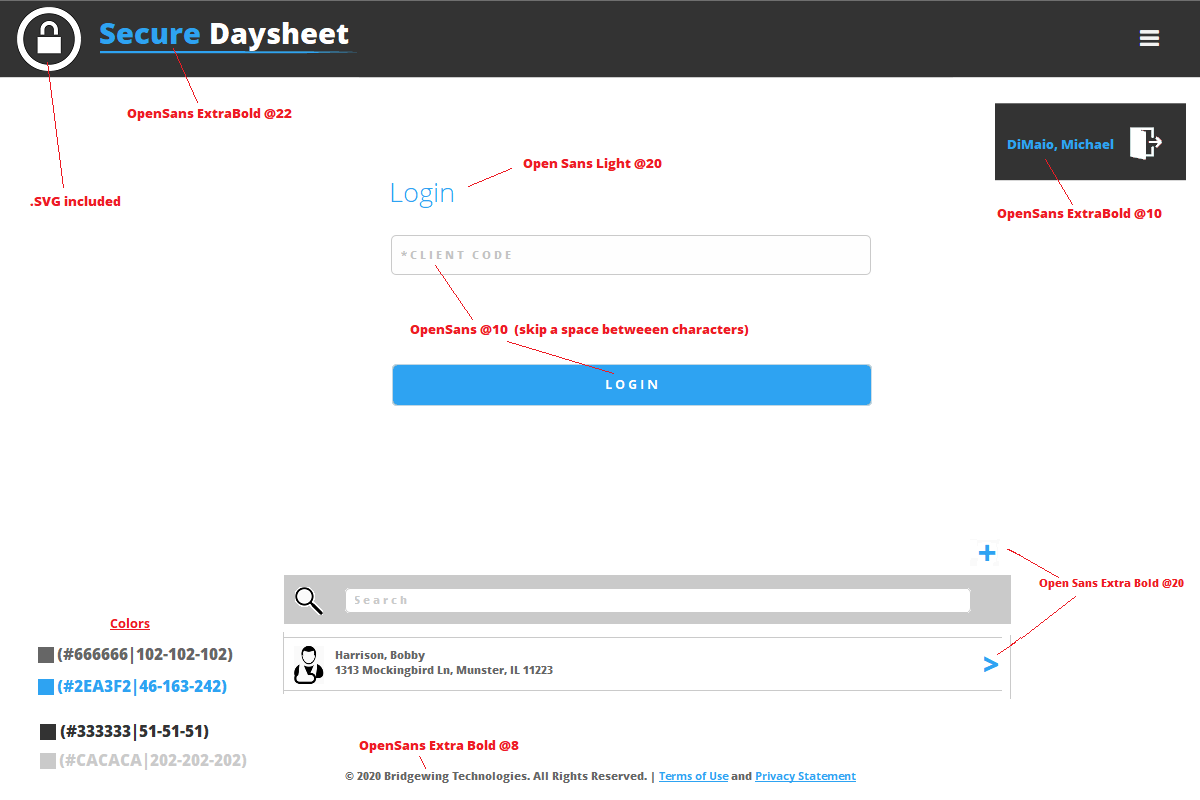 Secure Daysheet
OpenSans ExtraBold @22
DiMaio, Michael
Open Sans Light @20
Login
.SVG included
OpenSans ExtraBold @10
*CLIENT CODE
OpenSans @10 (skip a space betweeen characters)
LOGIN
+
Open Sans Extra Bold @20
Search
Colors
(#666666|102-102-102)
Harrison, Bobby
1313 Mockingbird Ln, Munster, IL 11223
>
(#2EA3F2|46-163-242)
(#333333|51-51-51)
(#CACACA|202-202-202)
OpenSans Extra Bold @8
© 2020 Bridgewing Technologies. All Rights Reserved. | Terms of Use and Privacy Statement